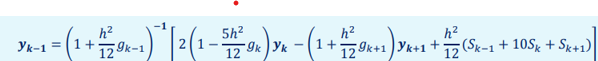 y_{k-1} = \left(1 + \frac{h^2}{12} g_{k-1}\right)^{-1} \left[ 2\left(1 - \frac{5h^2}{12} g_k\right) y_k - \left(1 + \frac{h^2}{12} g_{k+1}\right) y_{k+1} + \frac{h^2}{12} (S_{k-1} + 10S_k + S_{k+1}) \right]